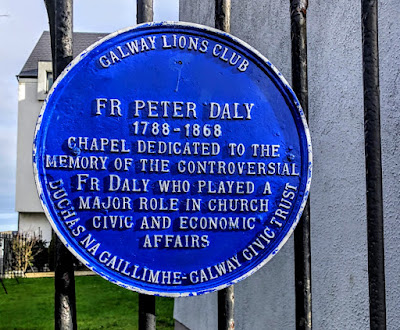 GALWAY LIONS CLUB
FR PETER DALY
1788-1868
CHAPEL DEDICATED TO THE
MEMORY OF THE CONTROVERSIAL
FR DALY WHO PLAYED A
MAJOR ROLE IN CHURCH
CIVIC AND ECONOMIC
AFFAIRS
DÚCHAS NA GAILLIMHE-GALWAY CIVIC TRUST